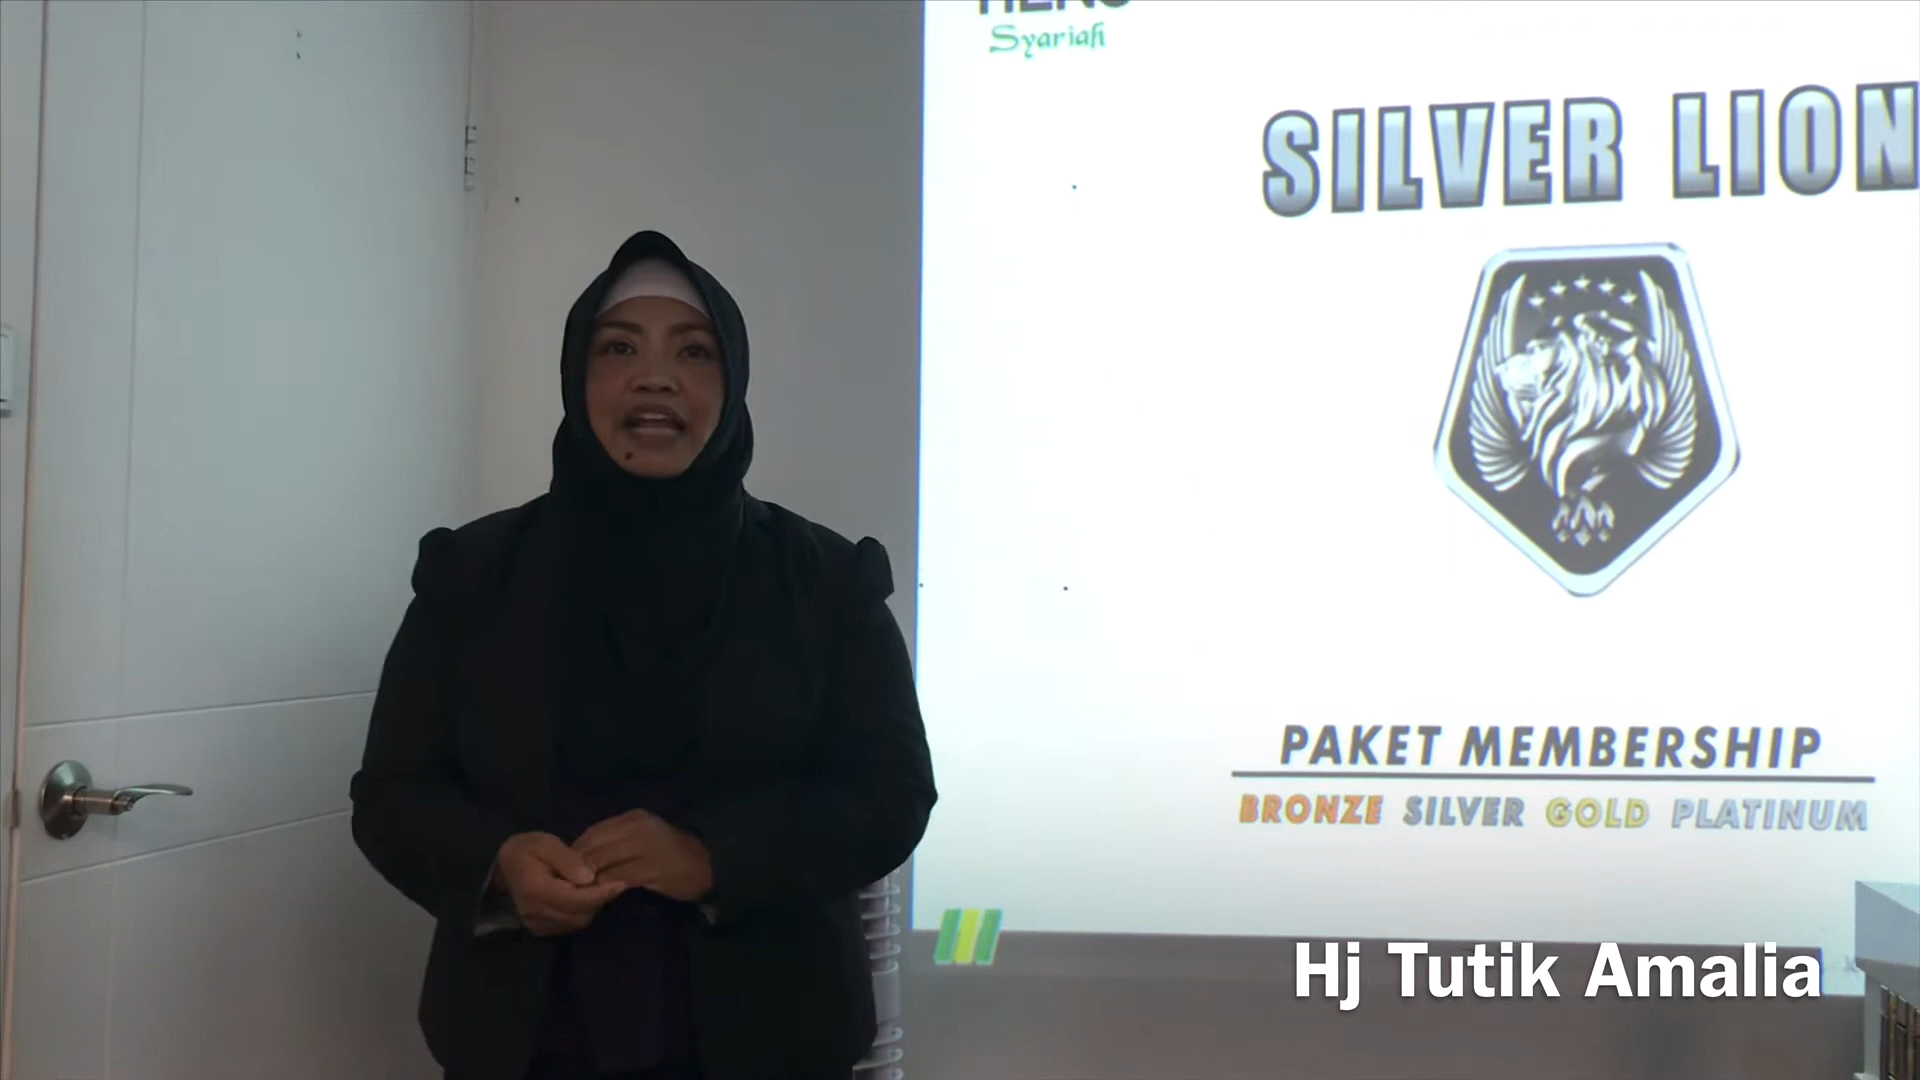 Syariah
SILVER LION
PAKET MEMBERSHIP
BRONZE SILVER GOLD PLATINUM
Hj Tutik Amalia